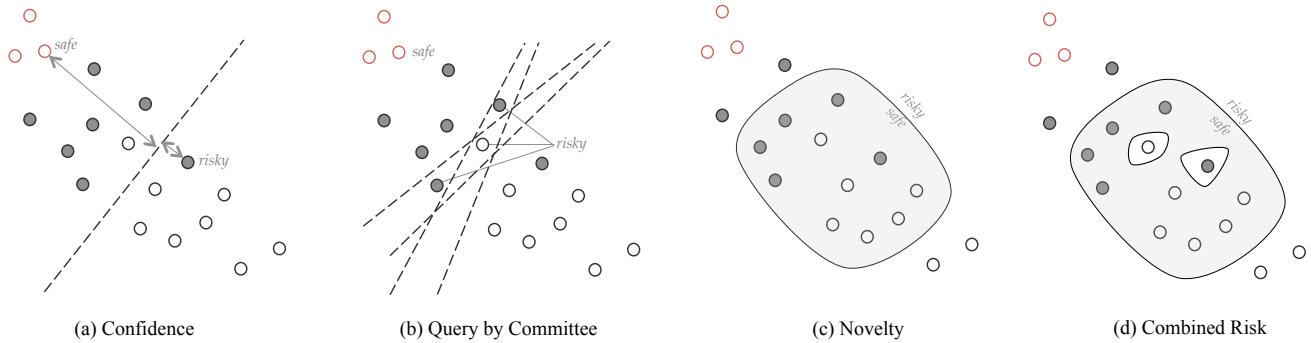 safe
risky
(a) Confidence
safe
risky
(b) Query by Committee
risky
safe
(c) Novelty
risky
safe
(d) Combined Risk